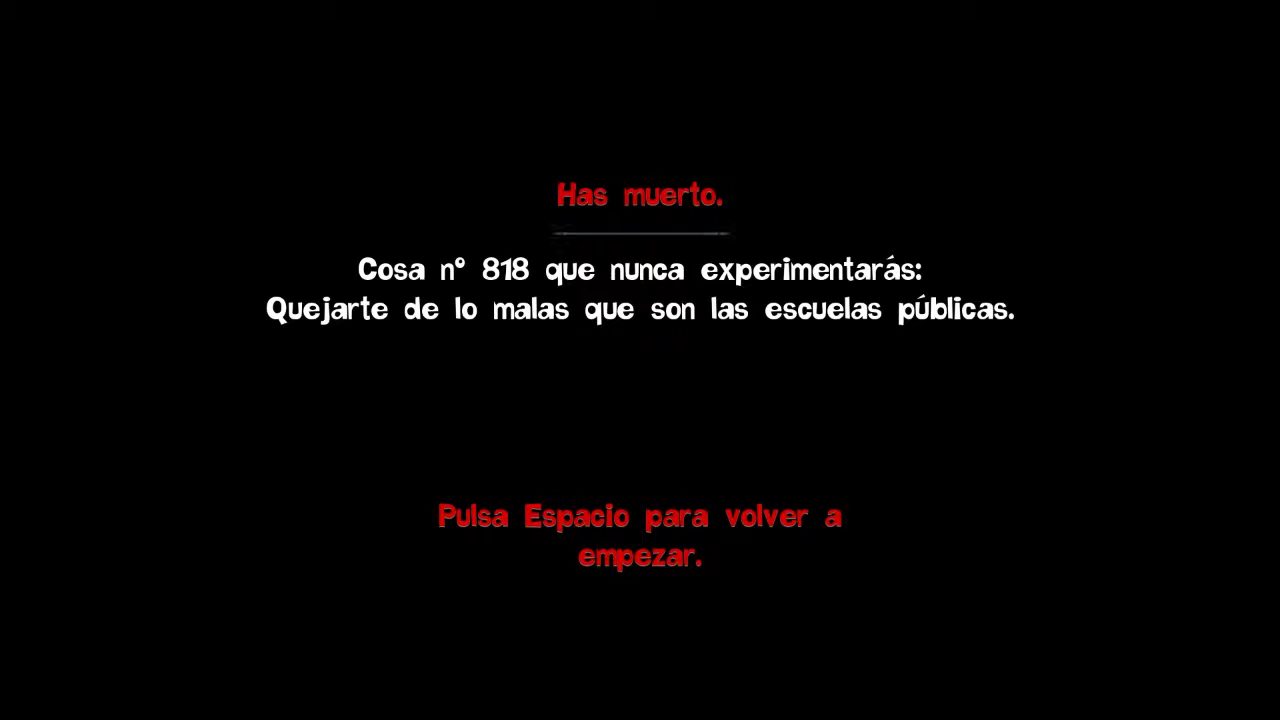 Has muerto.
Cosa nº 818 que nunca experimentarás:
Quejarte de lo malas que son las escuelas públicas.
Pulsa Espacio para volver a
empezar.